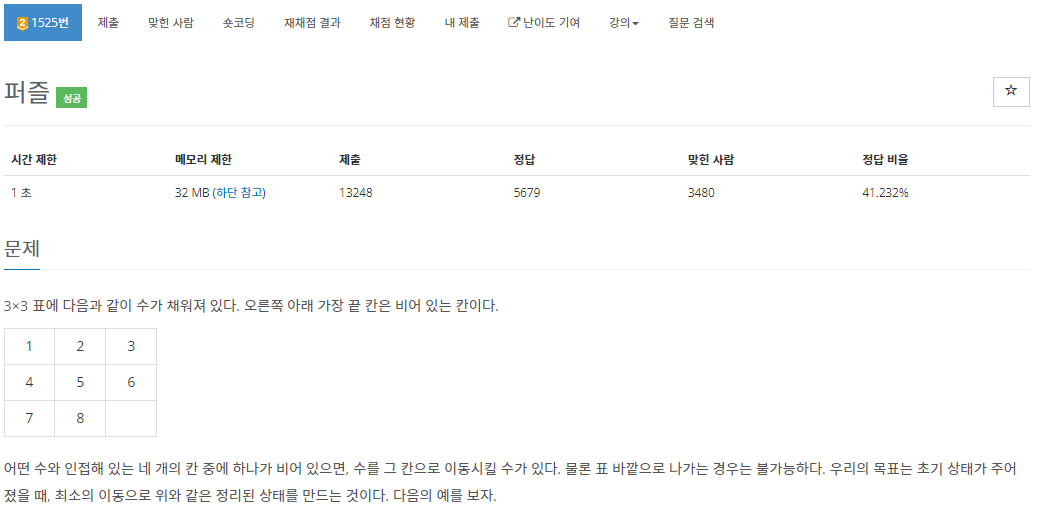 2 1525번 제출 맞힌 사람 숏코딩 재채점 결과 채점 현황 내 제출 난이도 기여 강의 질문 검색
퍼즐 성공
시간 제한 메모리 제한 제출 정답 맞힌 사람 정답 비율
1 초 32 MB (하단 참고) 13248 5679 3480 41.232%
문제
3×3 표에 다음과 같이 수가 채워져 있다. 오른쪽 아래 가장 끝 칸은 비어 있는 칸이다.
1 2 3
4 5 6
7 8
어떤 수와 인접해 있는 네 개의 칸 중에 하나가 비어 있으면, 수를 그 칸으로 이동시킬 수가 있다. 물론 표 바깥으로 나가는 경우는 불가능하다. 우리의 목표는 초기 상태가 주어
졌을 때, 최소의 이동으로 위와 같은 정리된 상태를 만드는 것이다. 다음의 예를 보자.